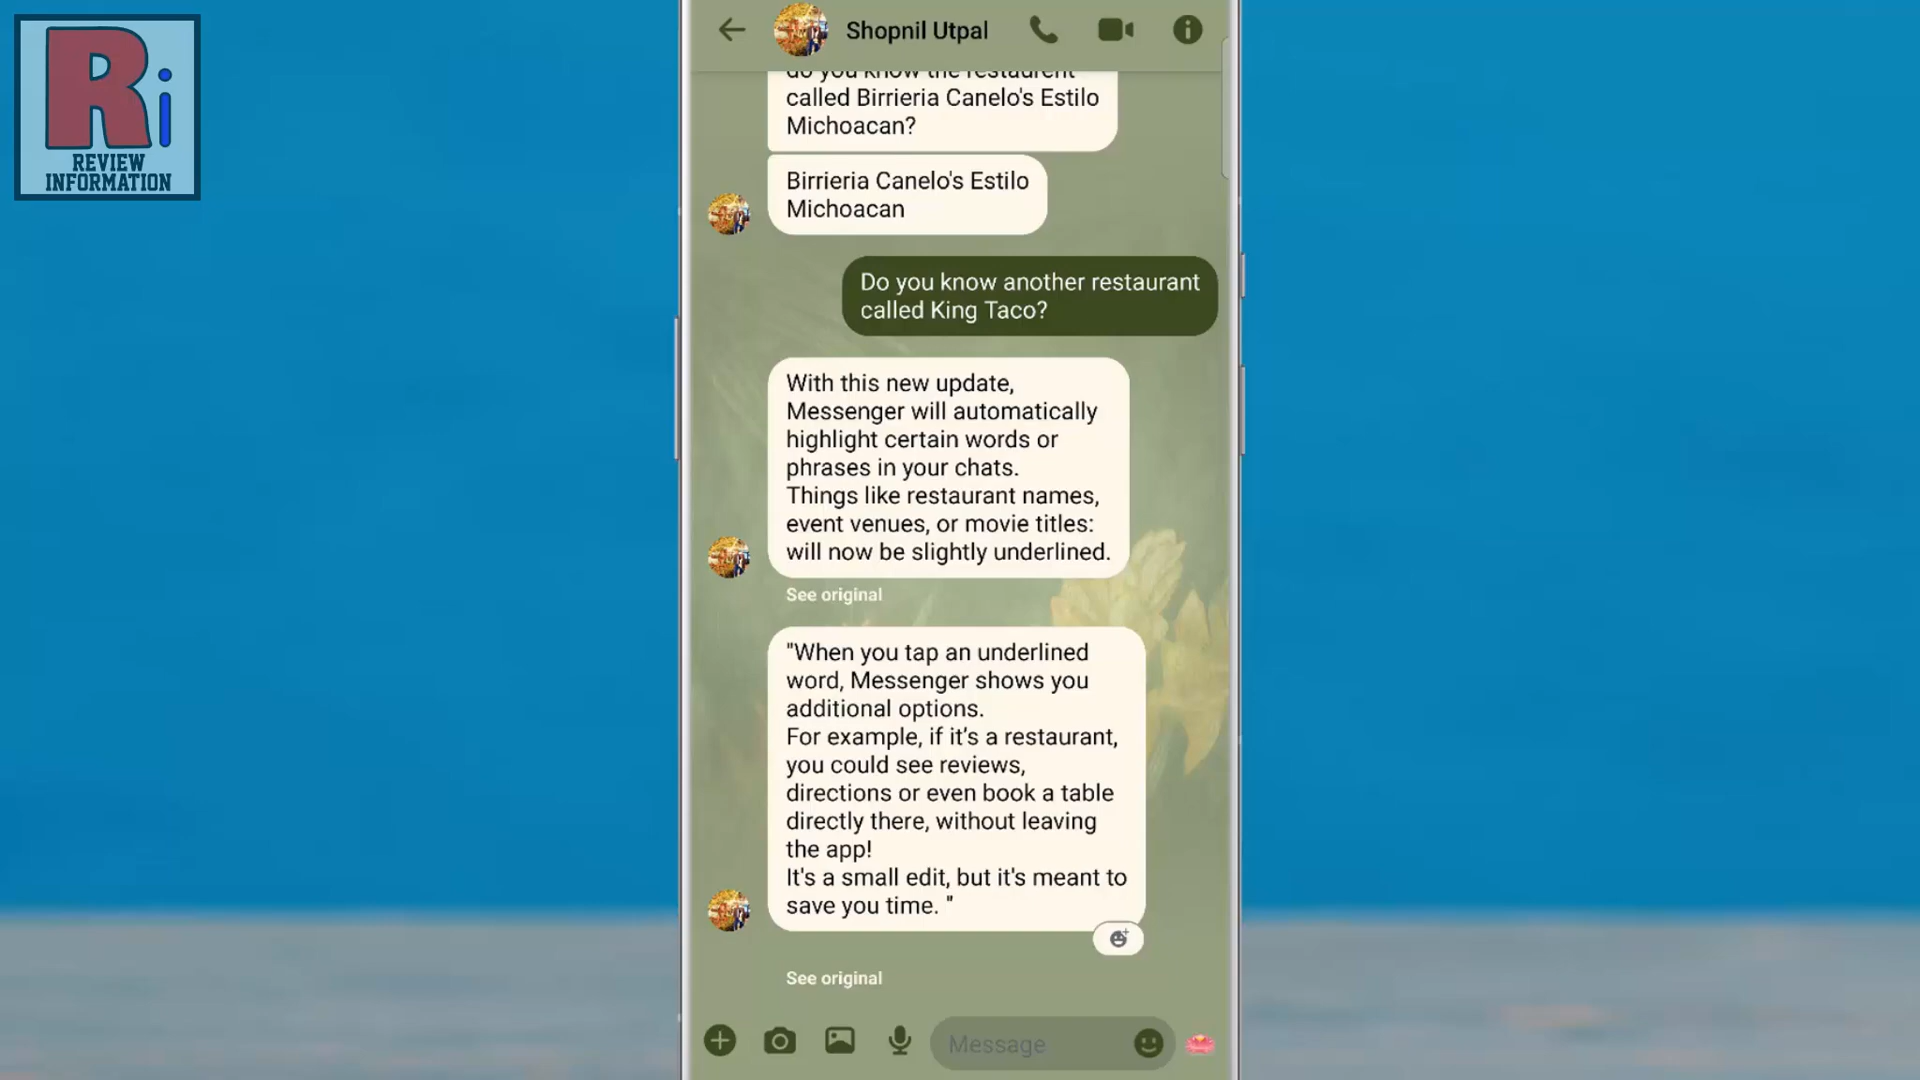 Ri
REVIEW
INFORMATION
Shopnil Utpal
do you know the restaurent
called Birrieria Canelo's Estilo
Michoacan?
Birrieria Canelo's Estilo
Michoacan
Do you know another restaurant
called King Taco?
With this new update,
Messenger will automatically
highlight certain words or
phrases in your chats.
Things like restaurant names,
event venues, or movie titles:
will now be slightly underlined.
See original
"When you tap an underlined
word, Messenger shows you
additional options.
For example, if it's a restaurant,
you could see reviews,
directions or even book a table
directly there, without leaving
the app!
It's a small edit, but it's meant to
save you time. "
See original
Message